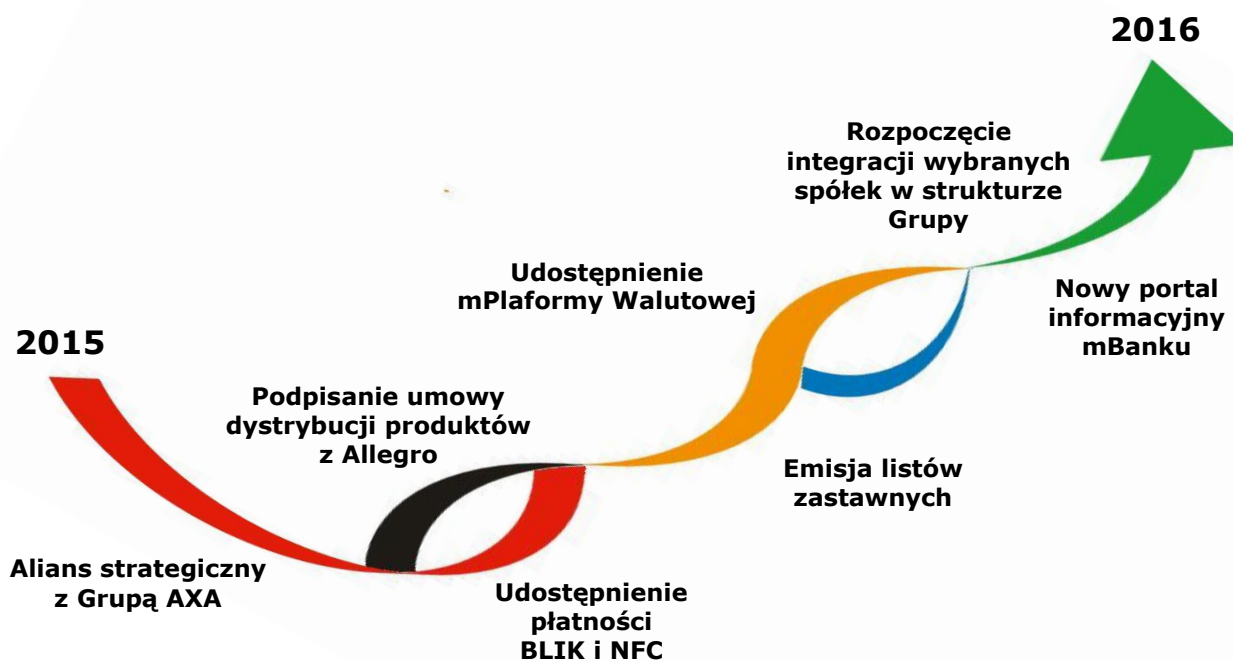 2015
Alians strategiczny
z Grupą AXA
Podpisanie umowy
dystrybucji produktów
z Allegro
Udostępnienie
płatności
BLIK i NFC
Udostępnienie
mPlaformy Walutowej
Emisja listów
zastawnych
Rozpoczęcie
integracji wybranych
spółek w strukturze
Grupy
Nowy portal
informacyjny
mBanku
2016